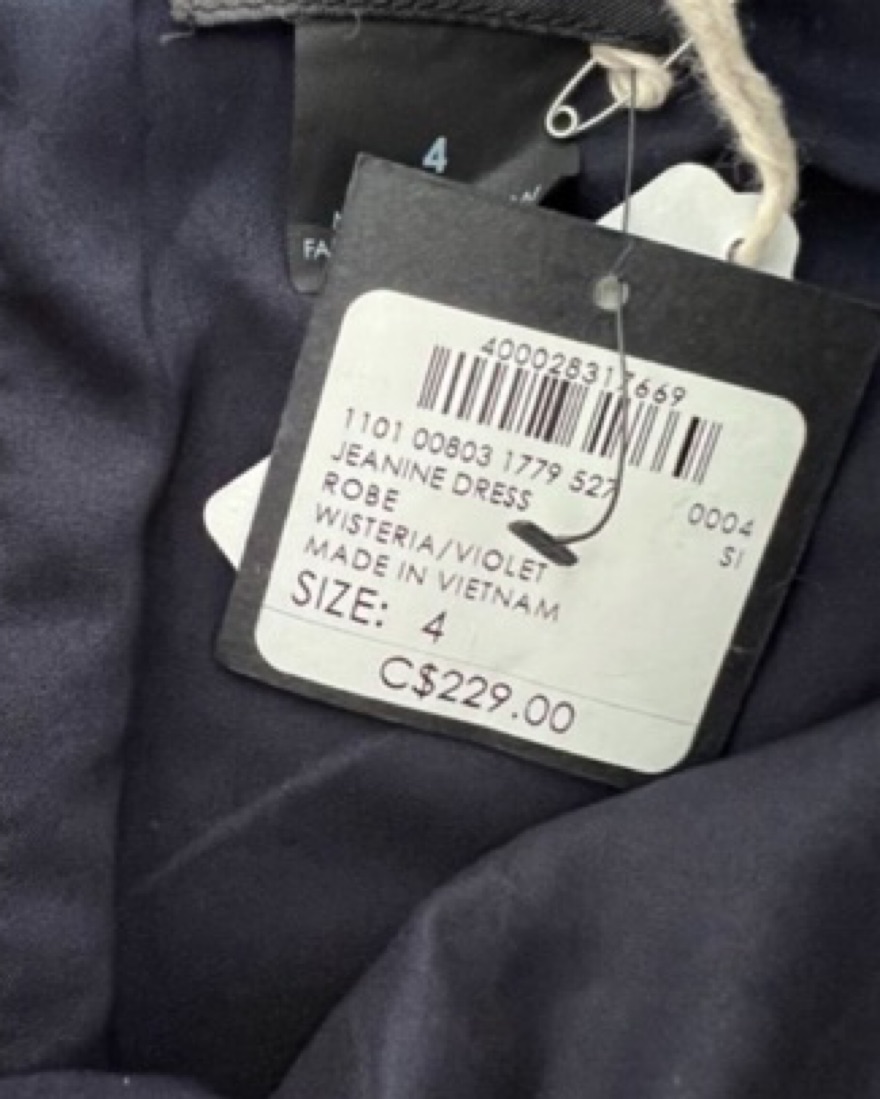 4
FA
400028317669
1101 00803 1779 527
0004
JEANINE DRESS
SI
ROBE
WISTERIA/VIOLET
MADE IN VIETNAM
SIZE: 4
C$229.00